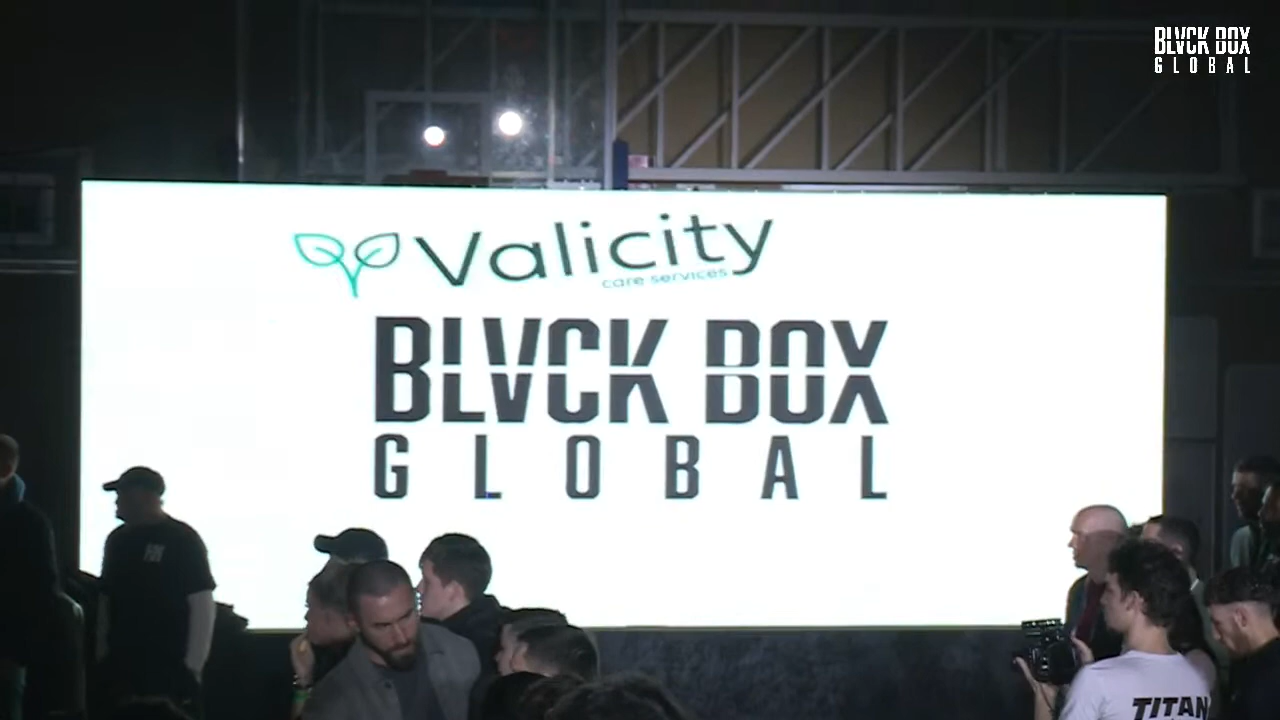 BLVCK BOX
GLOBAL
Valicity
care services
BLVCK BOX
GLOBAL
TITAN